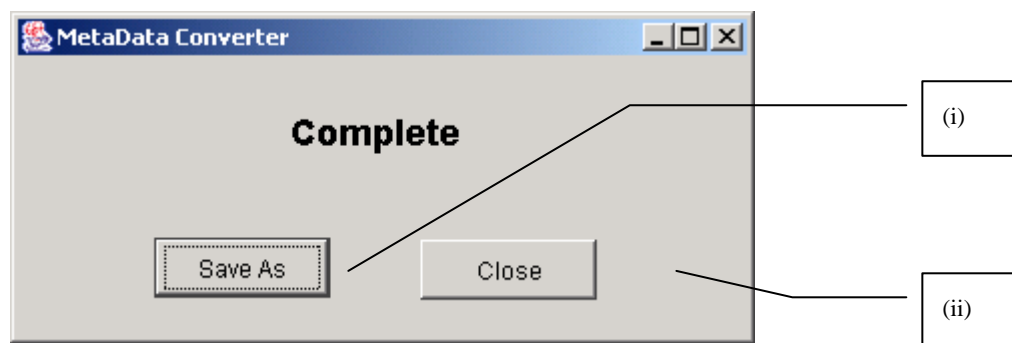 MetaData Converter
(i)
Complete
Save As
Close
(ii)